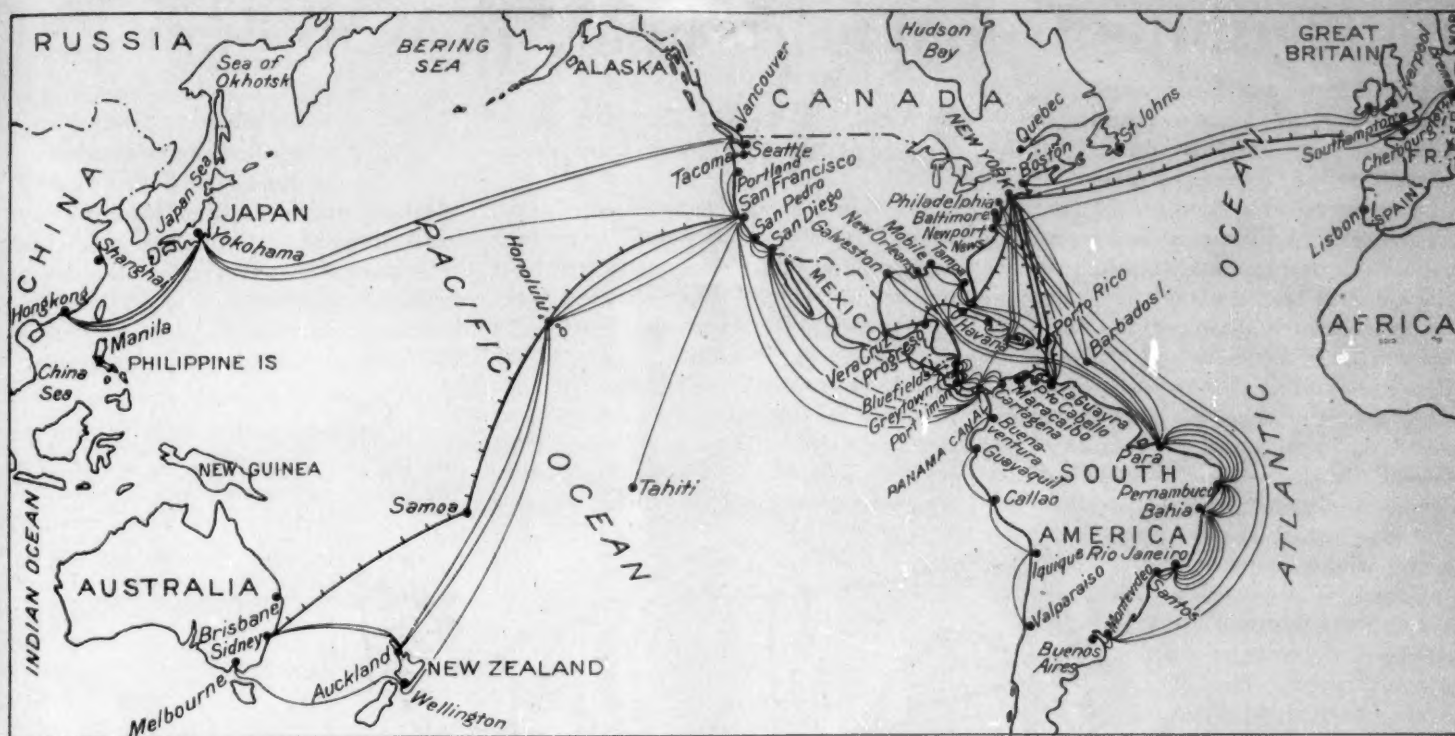 RUSSIA
Sea of
Okhotsk
BERING
SEA
ALASKA
Hudson
Bay
CANADA
GREAT
BRITAIN
Liverpool
Vancouver
Seattle
Tacoma
Portland
San Francisco
San Pedro
San Diego
NEW YORK
Quebec
Boston
St Johns
Southampton
Cherbourg
FR.
SPAIN
Lisbon
CHINA
Japan Sea
JAPAN
Yokohama
Shanghai
Hongkong
Manila
PHILIPPINE IS
China
Sea
PACIFIC
OCEAN
Honolulu
Philadelphia
Baltimore
Newport
News
Galveston
New Orleans
Mobile
Tampa
MEXICO
Vera Cruz
Progreso
Havana
Porto Rico
Barbados I.
Bluefields
Greytown
Port Limon
PANAMA CANAL
Cartagena
Maracaibo
Pto Cabello
La Guayra
Buena-
ventura
Guayaquil
Callao
Para
SOUTH
AMERICA
Pernambuco
Bahia
Rio Janeiro
Iquique
Valparaiso
Santos
Montevideo
Buenos
Aires
ATLANTIC
OCEAN
AFRICA
NEW GUINEA
Samoa
Tahiti
INDIAN OCEAN
AUSTRALIA
Brisbane
Sidney
Melbourne
Auckland
NEW ZEALAND
Wellington